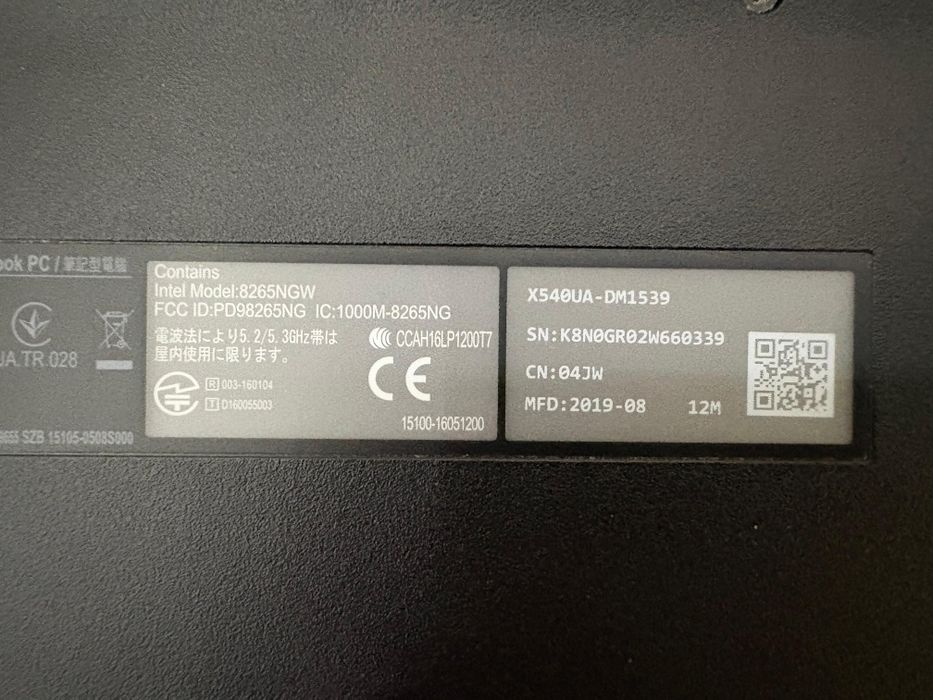 ook PC / 筆記型電腦
UA.TR.028
SZB 15105-0508S000
Contains
Intel Model:8265NGW
FCC ID:PD98265NG IC:1000M-8265NG
電波法により5.2/5.3GHz帯は
屋内使用に限ります。
CCAH16LP1200T7
CE
R 003-160104
T D160055003
15100-16051200
X540UA-DM1539
SN:K8N0GR02W660339
CN:04JW
MFD:2019-08 12M